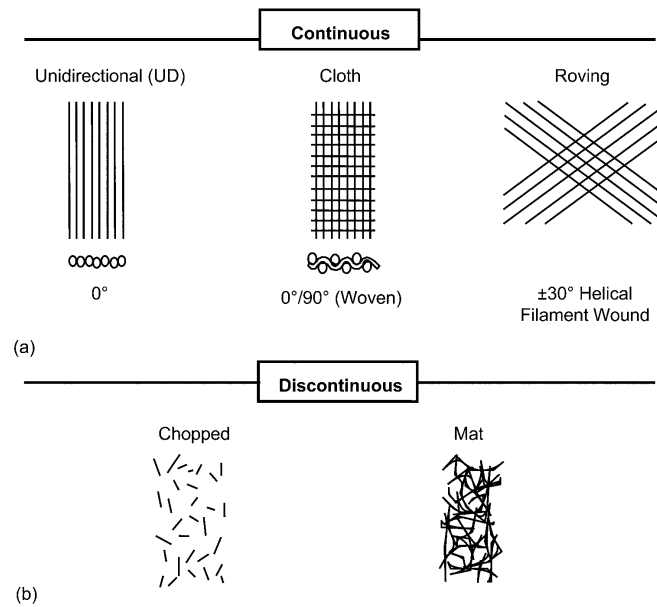 Continuous
Unidirectional (UD)
Cloth
Roving
0°
0°/90° (Woven)
±30° Helical
Filament Wound
(a)
Discontinuous
Chopped
Mat
(b)